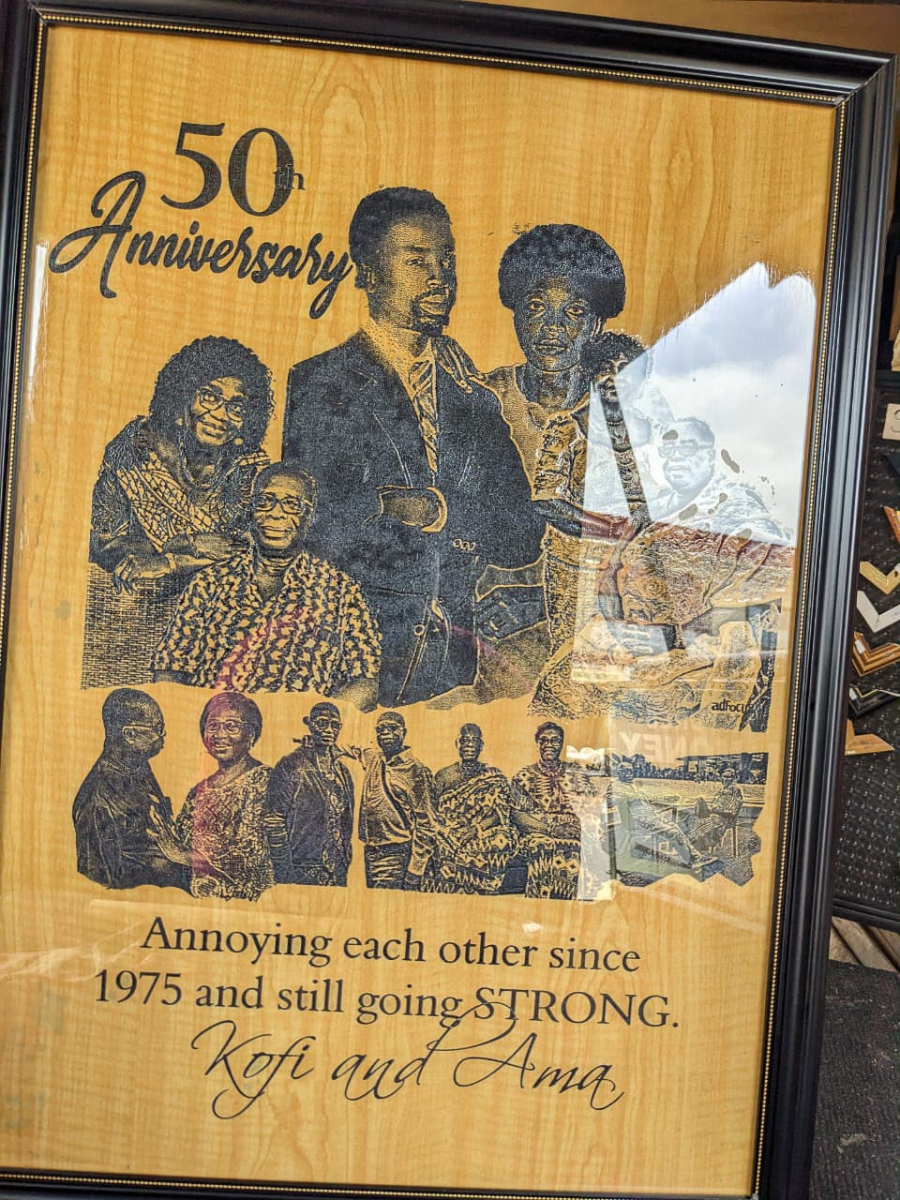 50th
Anniversary
Annoying each other since
1975 and still going STRONG.
Kofi and Ama